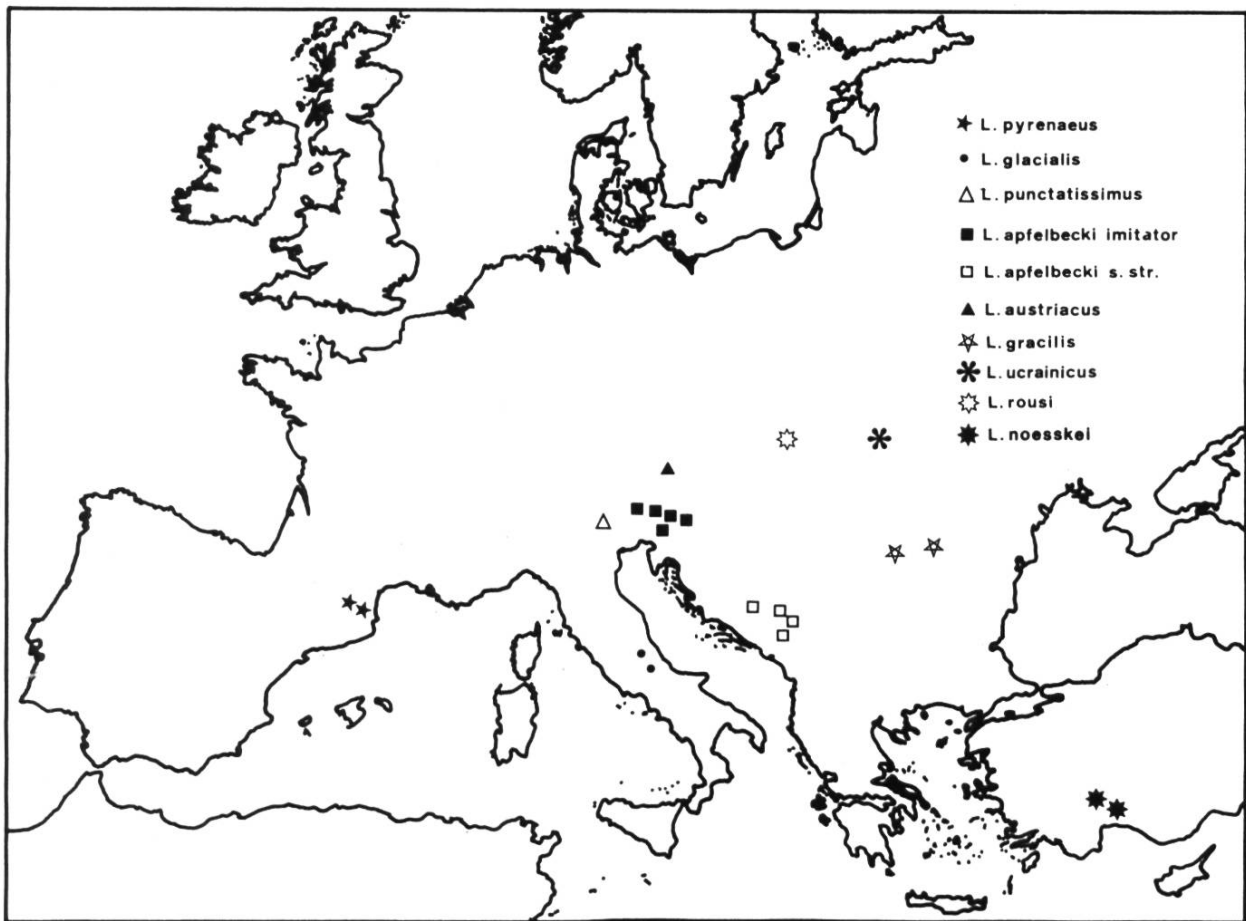 L. pyrenaeus
L. glacialis
L. punctatissimus
L. apfelbecki imitator
L. apfelbecki s. str.
L. austriacus
L. gracilis
L. ucrainicus
L. rousi
L. noesskei